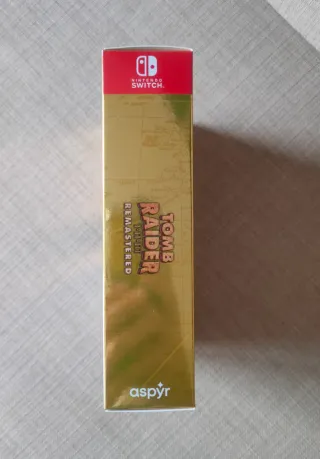 NINTENDO
SWITCH
TOMB
RAIDER
REMASTERED
aspyr